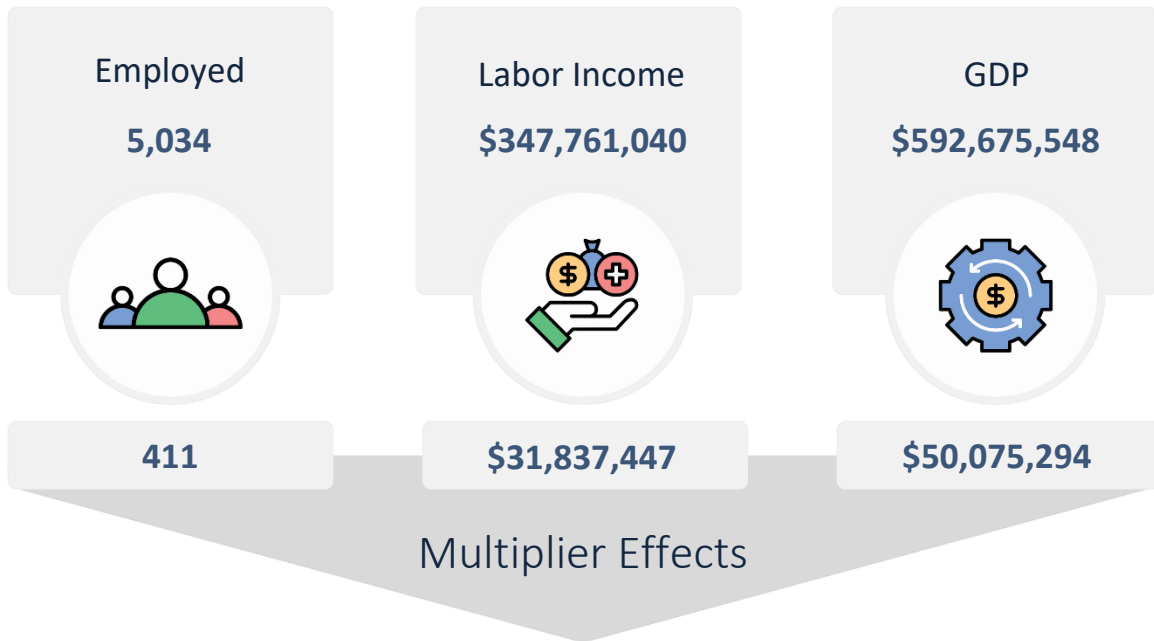 Employed
5,034
Labor Income
$347,761,040
GDP
$592,675,548
$
$
411
$31,837,447
$50,075,294
Multiplier Effects